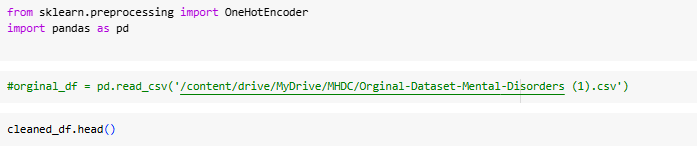 from sklearn.preprocessing import OneHotEncoder
import pandas as pd
#orginal_df = pd.read_csv('/content/drive/MyDrive/MHDC/Orginal-Dataset-Mental-Disorders (1).csv')
cleaned_df.head()